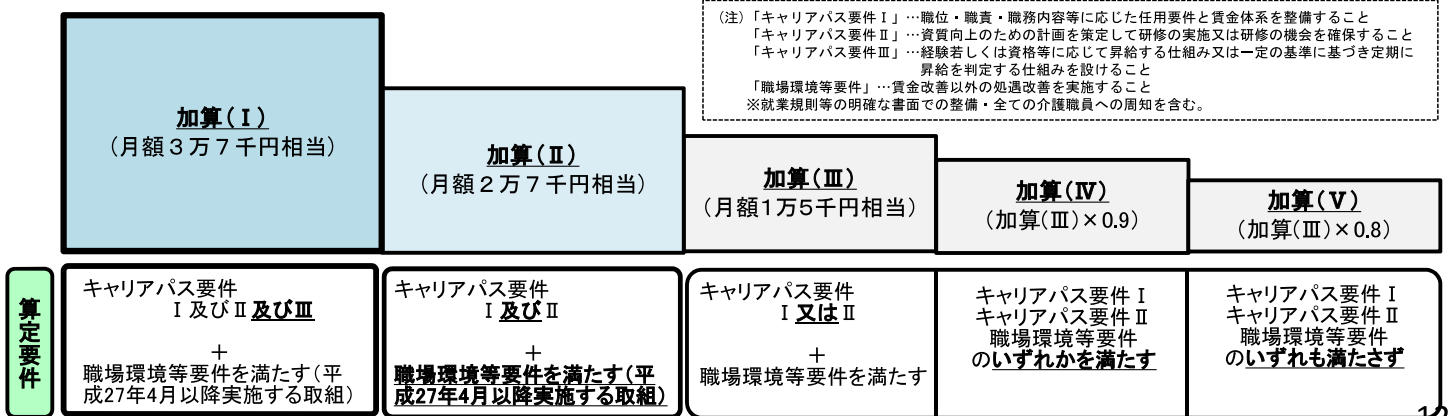 (注)「キャリアパス要件Ⅰ」…職位・職責・職務内容等に応じた任用要件と賃金体系を整備すること
「キャリアパス要件Ⅱ」…資質向上のための計画を策定して研修の実施又は研修の機会を確保すること
「キャリアパス要件Ⅲ」…経験若しくは資格等に応じて昇給する仕組み又は一定の基準に基づき定期に
昇給を判定する仕組みを設けること
「職場環境等要件」…賃金改善以外の処遇改善を実施すること
※就業規則等の明確な書面での整備・全ての介護職員への周知を含む。
加算(Ⅰ)
(月額3万7千円相当)
加算(Ⅱ)
(月額2万7千円相当)
加算(Ⅲ)
(月額1万5千円相当)
加算(Ⅳ)
(加算(Ⅲ)×0.9)
加算(Ⅴ)
(加算(Ⅲ)×0.8)
算定要件
キャリアパス要件
Ⅰ及びⅡ及びⅢ
+
職場環境等要件を満たす(平
成27年4月以降実施する取組)
キャリアパス要件
Ⅰ及びⅡ
+
職場環境等要件を満たす(平
成27年4月以降実施する取組)
キャリアパス要件
Ⅰ又はⅡ
+
職場環境等要件を満たす
キャリアパス要件Ⅰ
キャリアパス要件Ⅱ
職場環境等要件
のいずれかを満たす
キャリアパス要件Ⅰ
キャリアパス要件Ⅱ
職場環境等要件
のいずれも満たさず